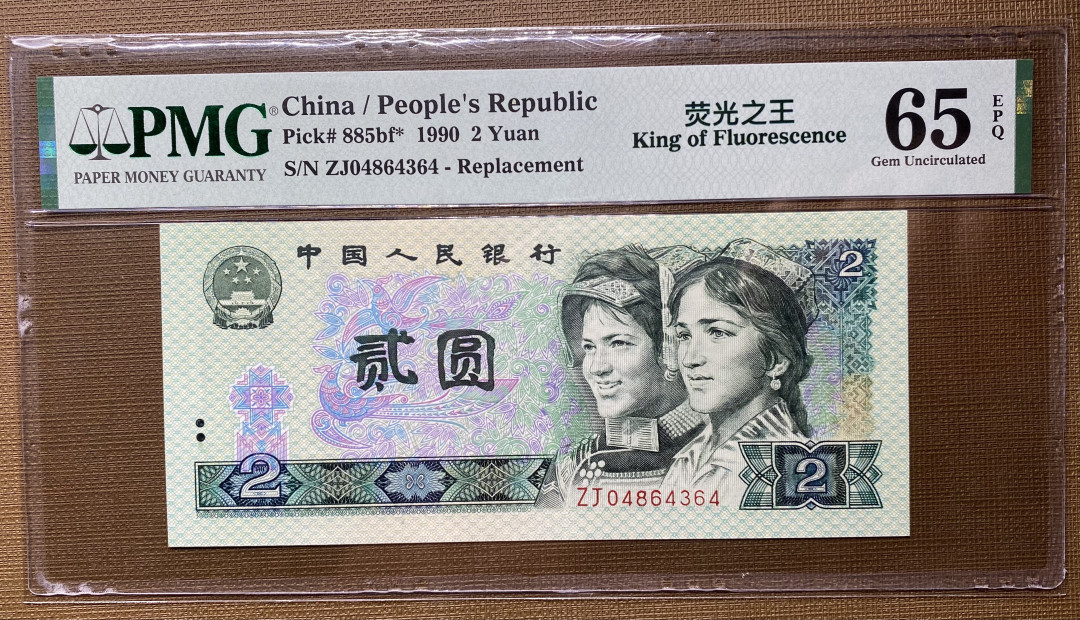 PMG®
PAPER MONEY GUARANTY
China / People's Republic
Pick# 885bf* 1990 2 Yuan
S/N ZJ04864364 - Replacement
荧光之王
King of Fluorescence
65
EPQ
Gem Uncirculated
中国人民银行
2
贰圆
2
2
ZJ04864364